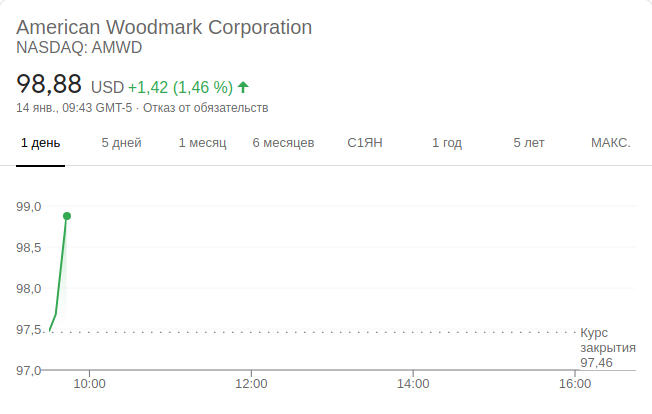 American Woodmark Corporation
NASDAQ: AMWD
98,88 USD +1,42 (1,46 %)
14 янв., 09:43 GMT-5 · Отказ от обязательств
1 день 5 дней 1 месяц 6 месяцев С1ЯН 1 год 5 лет МАКС.
99,0
98,5
98,0
97,5
Курс
закрытия
97,46
97,0
10:00 12:00 14:00 16:00